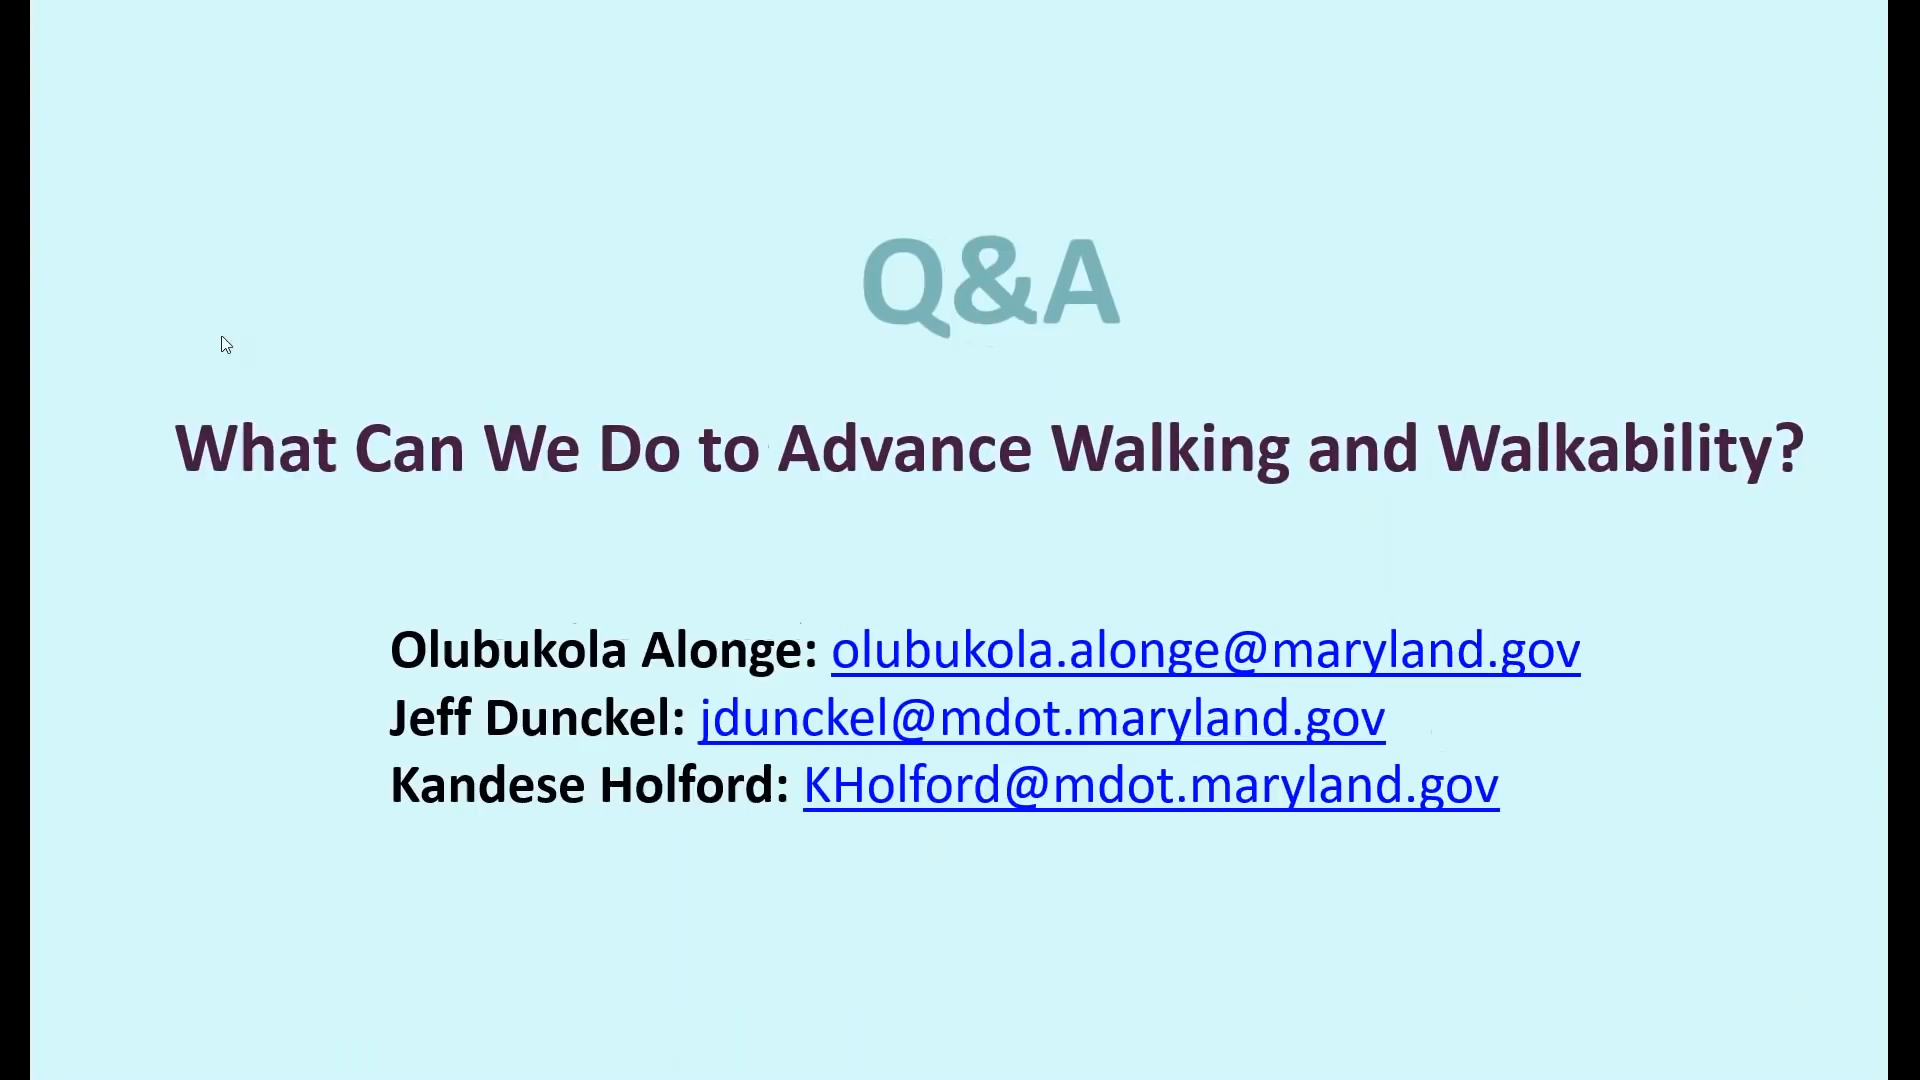 Q&A
What Can We Do to Advance Walking and Walkability?
Olubukola Alonge: olubukola.alonge@maryland.gov
Jeff Dunckel: jdunckel@mdot.maryland.gov
Kandese Holford: KHolford@mdot.maryland.gov